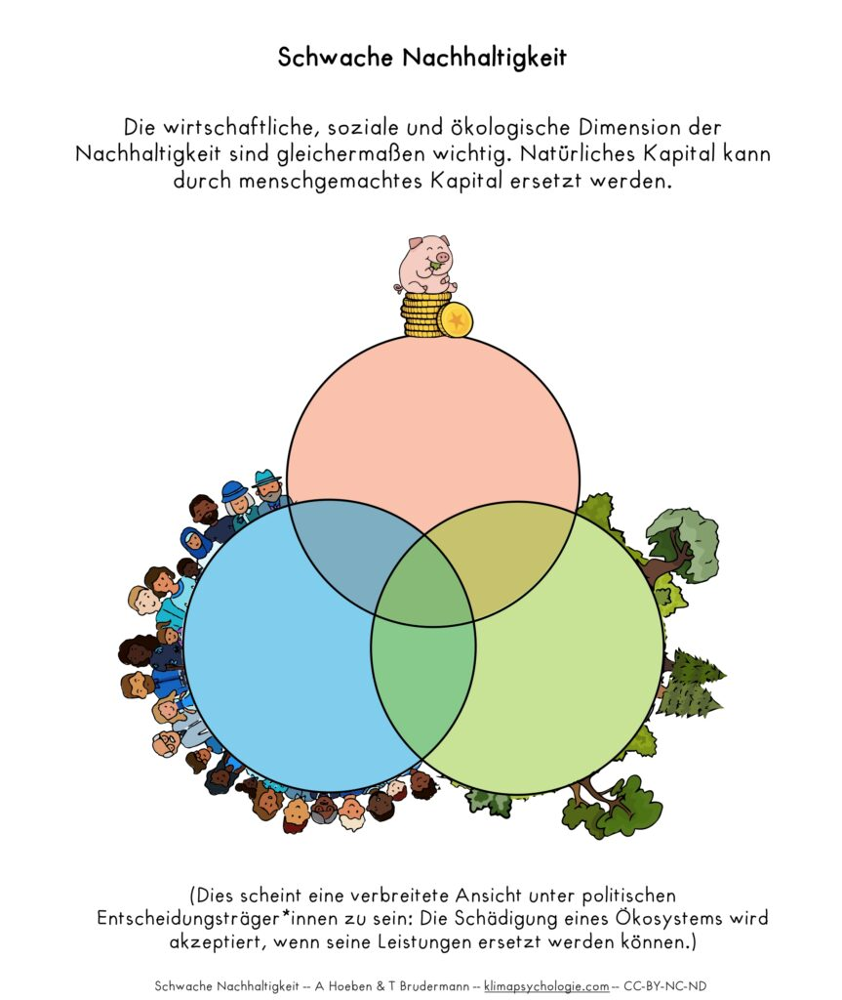 Schwache Nachhaltigkeit
Die wirtschaftliche, soziale und ökologische Dimension der
Nachhaltigkeit sind gleichermaßen wichtig. Natürliches Kapital kann
durch menschgemachtes Kapital ersetzt werden.
(Dies scheint eine verbreitete Ansicht unter politischen
Entscheidungsträger*innen zu sein: Die Schädigung eines Ökosystems wird
akzeptiert, wenn seine Leistungen ersetzt werden können.)
Schwache Nachhaltigkeit -- A Hoeben & T Brudermann -- klimapsychologie.com -- CC-BY-NC-ND